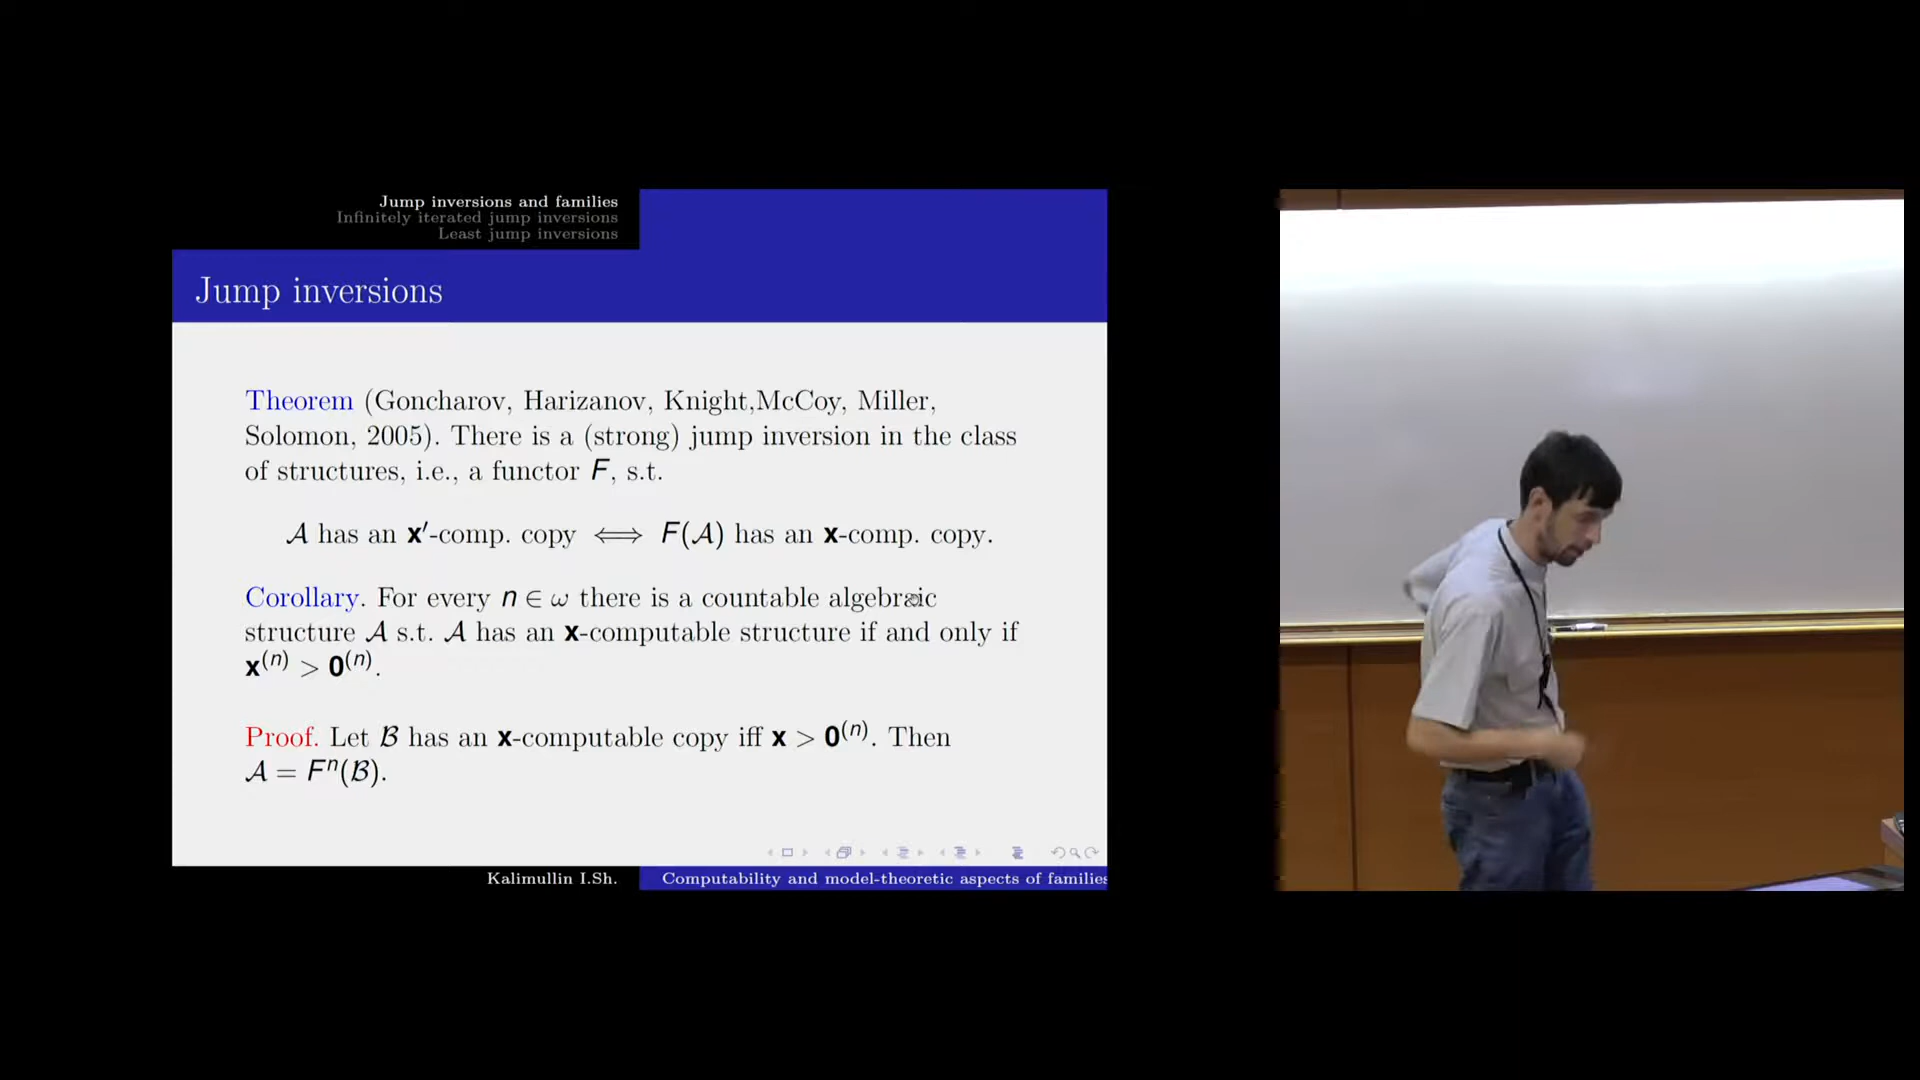 Jump inversions and families
Infinitely iterated jump inversions
Least jump inversions
Jump inversions
Theorem (Goncharov, Harizanov, Knight,McCoy, Miller,
Solomon, 2005). There is a (strong) jump inversion in the class
of structures, i.e., a functor F, s.t.
𝒜 has an x′-comp. copy ⟺ F(𝒜) has an x-comp. copy.
Corollary. For every n ∈ ω there is a countable algebraic
structure 𝒜 s.t. 𝒜 has an x-computable structure if and only if
x⁽ⁿ⁾ > 0⁽ⁿ⁾.
Proof. Let ℬ has an x-computable copy iff x > 0⁽ⁿ⁾. Then
𝒜 = Fⁿ(ℬ).
Kalimullin I.Sh.
Computability and model-theoretic aspects of families